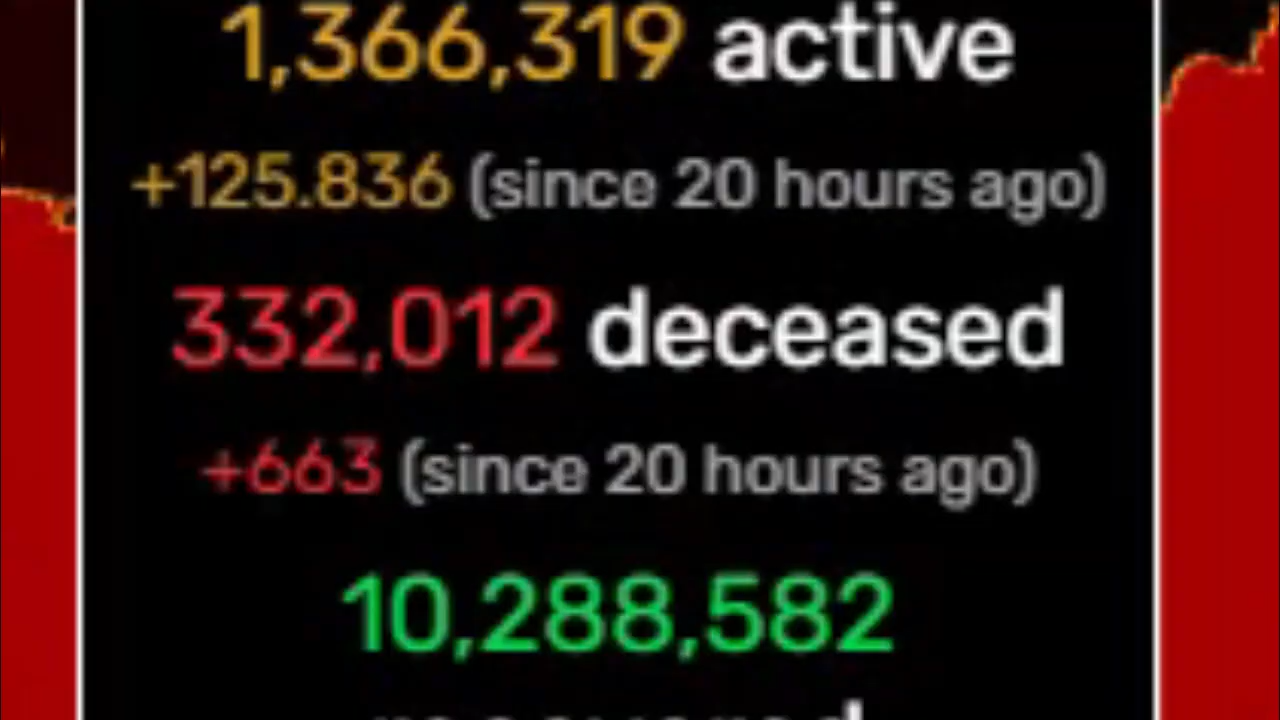 1,366,319 active
+125.836 (since 20 hours ago)
332,012 deceased
+663 (since 20 hours ago)
10,288,582